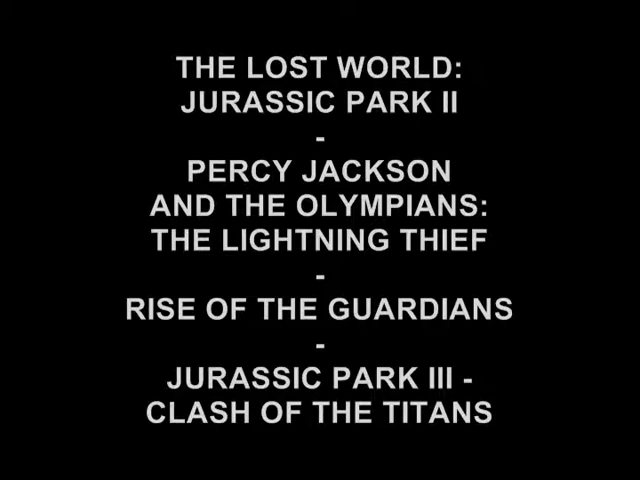 THE LOST WORLD:
JURASSIC PARK II
-
PERCY JACKSON
AND THE OLYMPIANS:
THE LIGHTNING THIEF
-
RISE OF THE GUARDIANS
-
JURASSIC PARK III -
CLASH OF THE TITANS